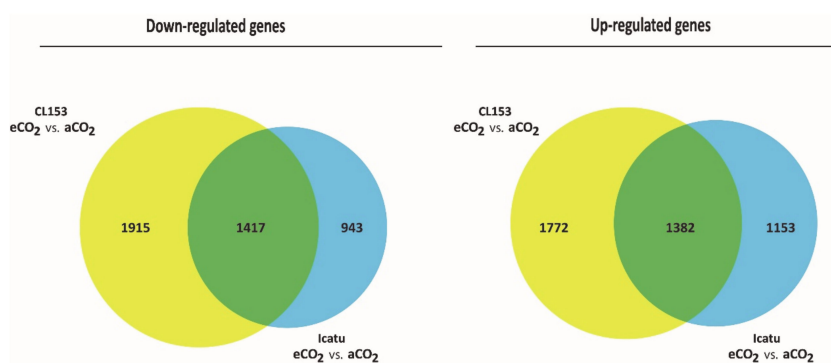 Down-regulated genes
CL153
eCO₂ vs. aCO₂
1915
1417
943
Icatu
eCO₂ vs. aCO₂
Up-regulated genes
CL153
eCO₂ vs. aCO₂
1772
1382
1153
Icatu
eCO₂ vs. aCO₂